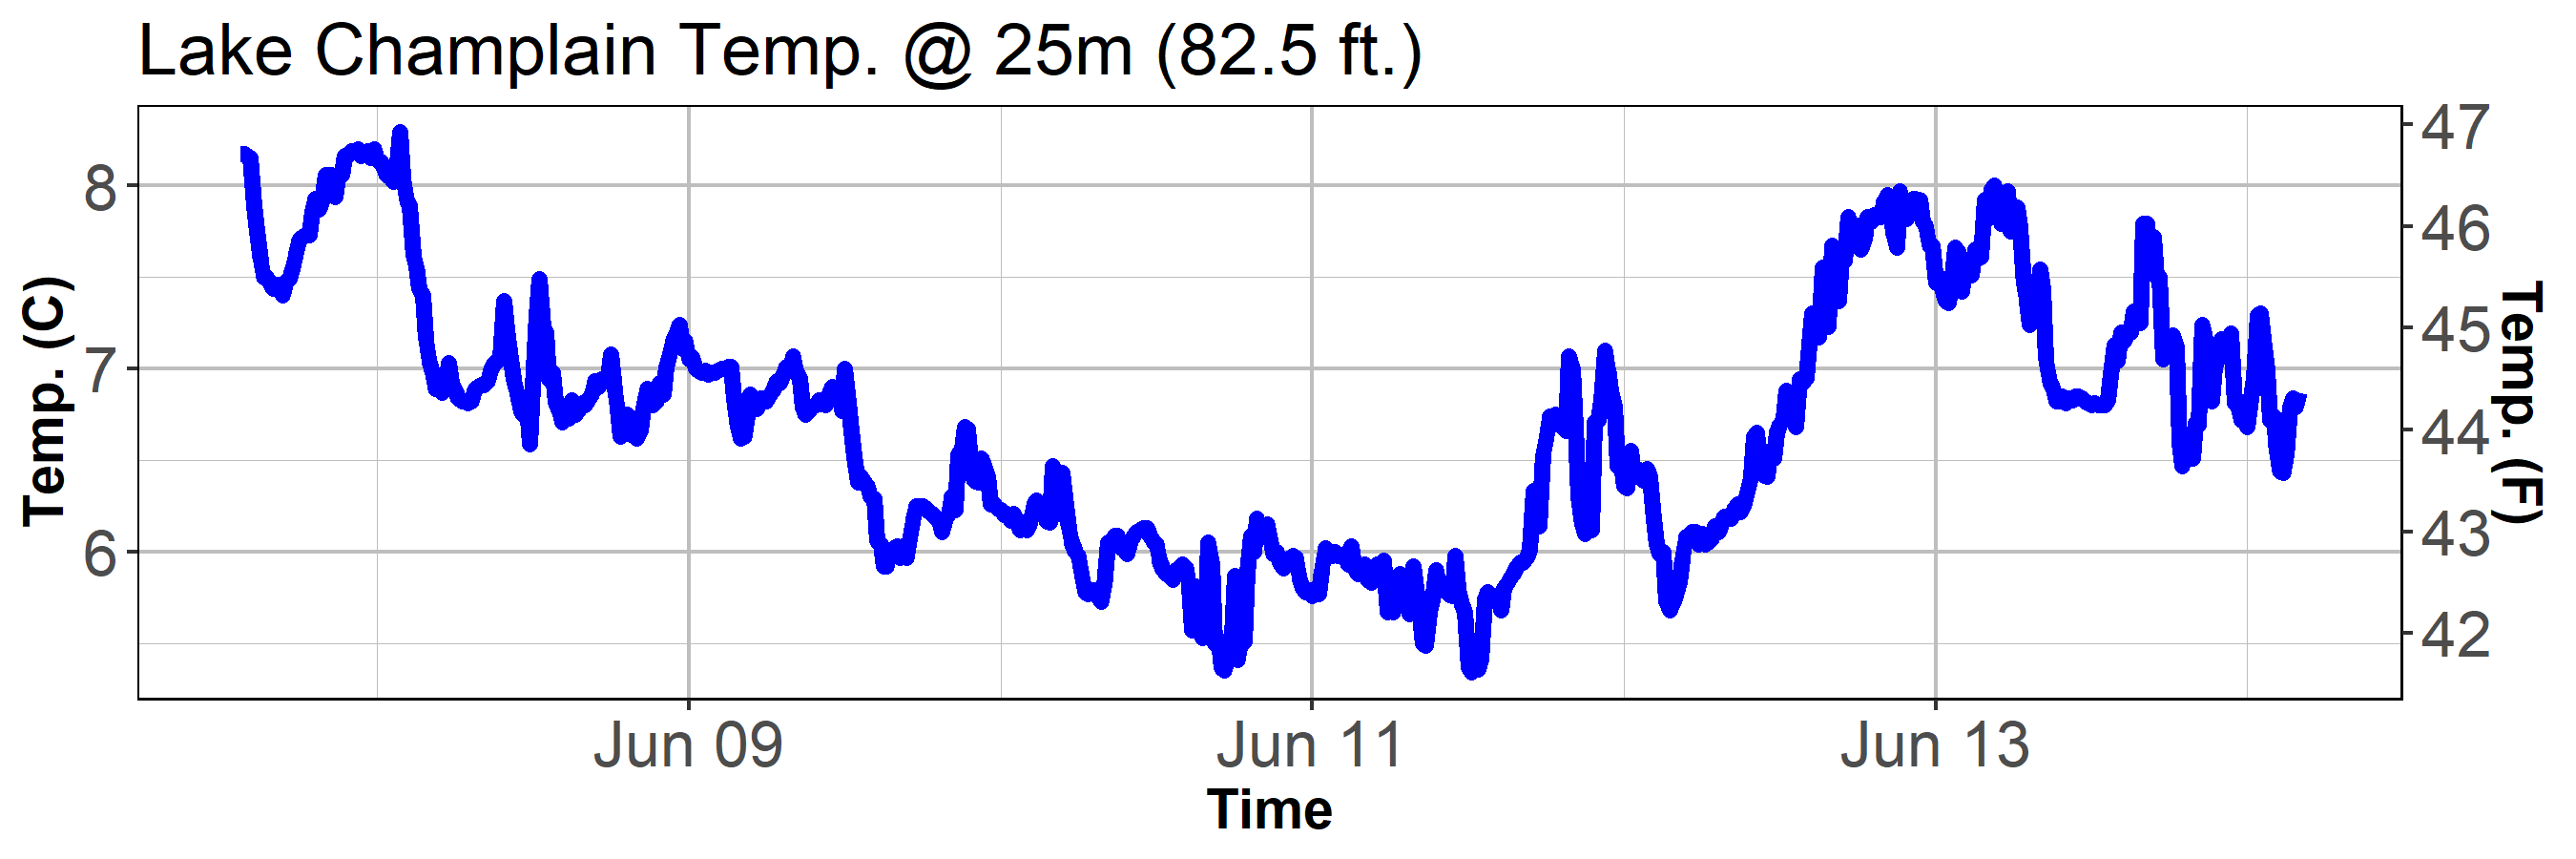 Lake Champlain Temp. @ 25m (82.5 ft.)
Temp. (C)
8
7
6
47
46
45
44
43
42
Temp. (F)
Jun 09 Jun 11 Jun 13
Time